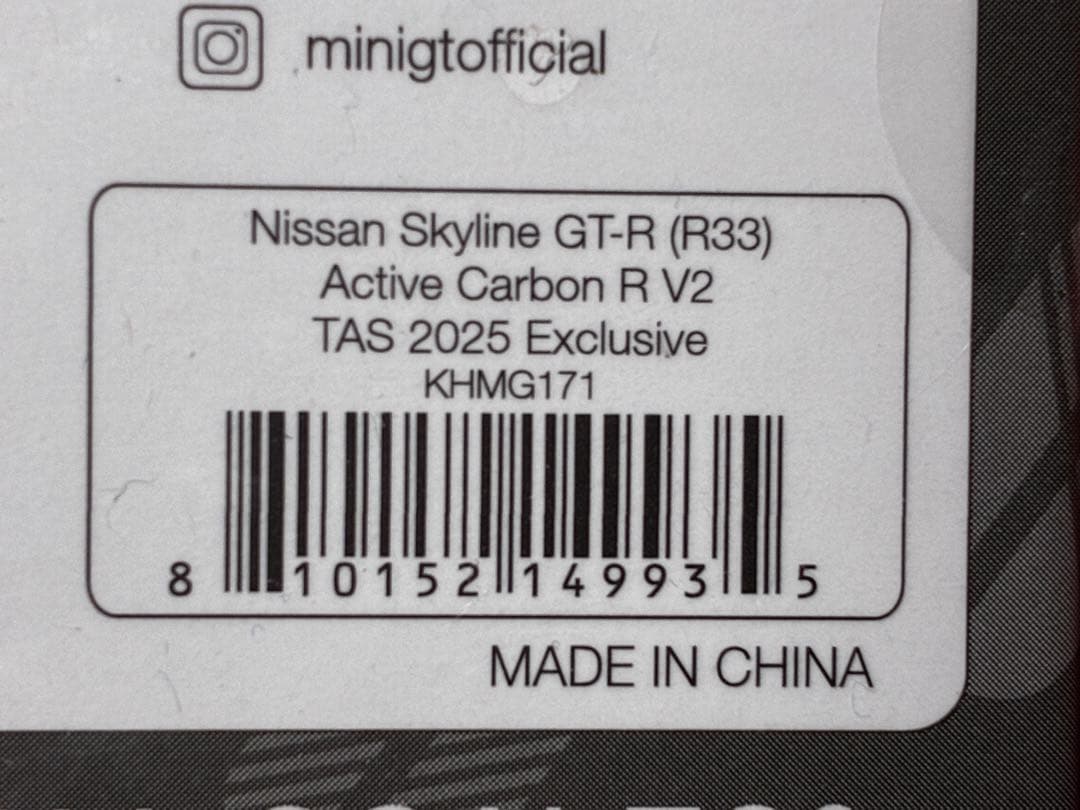 minigtofficial
Nissan Skyline GT-R (R33)
Active Carbon R V2
TAS 2025 Exclusive
KHMG171
8 10152 14993 5
MADE IN CHINA